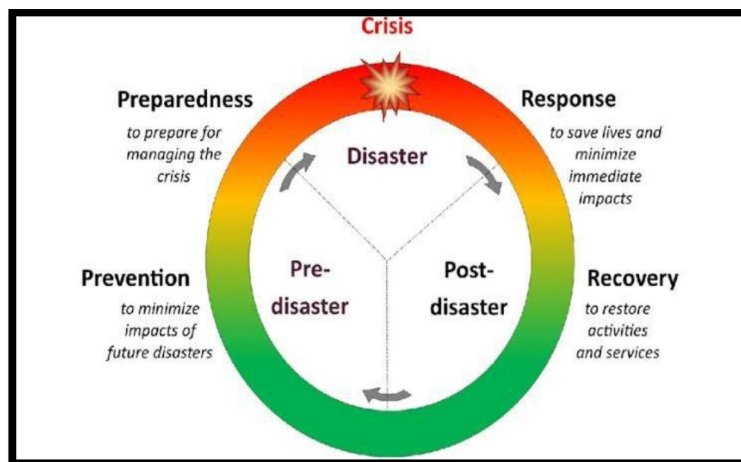 Crisis
Preparedness
to prepare for
managing the
crisis
Response
to save lives and
minimize
immediate
impacts
Disaster
Pre-
disaster
Post-
disaster
Prevention
to minimize
impacts of
future disasters
Recovery
to restore
activities
and services